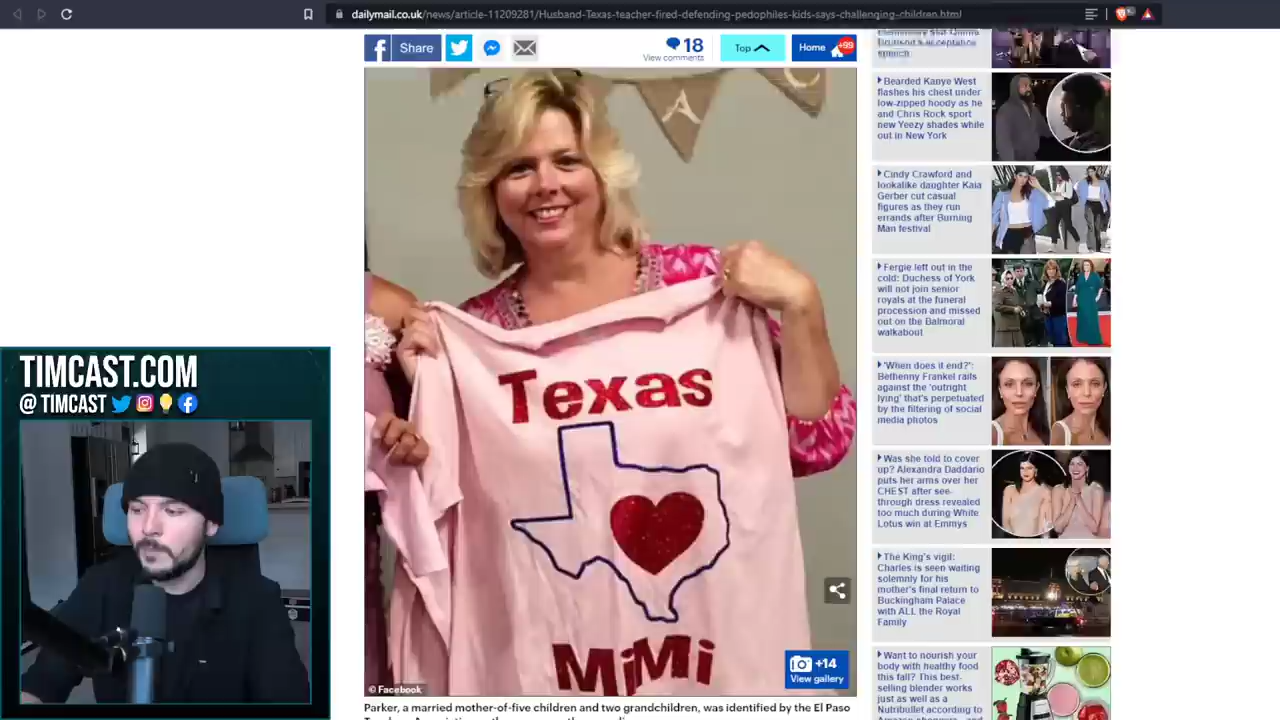 dailymail.co.uk/news/article-11209281/Husband-Texas-teacher-fired-defending-pedophiles-kids-says-challenging-children.html
Share
18
View comments
Top
Home
+99
speech
Bearded Kanye West
flashes his chest under
low-zipped hoody as he
and Chris Rock sport
new Yeezy shades while
out in New York
Cindy Crawford and
lookalike daughter Kaia
Gerber cut casual
figures as they run
errands after Burning
Man festival
Fergie left out in the
cold: Duchess of York
will not join senior
royals at the funeral
procession and missed
out on the Balmoral
walkabout
'When does it end?':
Bethenny Frankel rails
against the 'outright
lying' that's perpetuated
by the filtering of social
media photos
Was she told to cover
up? Alexandra Daddario
puts her arms over her
CHEST after see-
through dress revealed
too much during White
Lotus win at Emmys
The King's vigil:
Charles is seen waiting
solemnly for his
mother's final return to
Buckingham Palace
with ALL the Royal
Family
Want to nourish your
body with healthy food
this fall? This best-
selling blender works
just as well as a
Nutribullet according to
A
Texas
MiMi
+14
View gallery
© Facebook
Parker, a married mother-of-five children and two grandchildren, was identified by the El Paso
TIMCAST.COM
@ TIMCAST